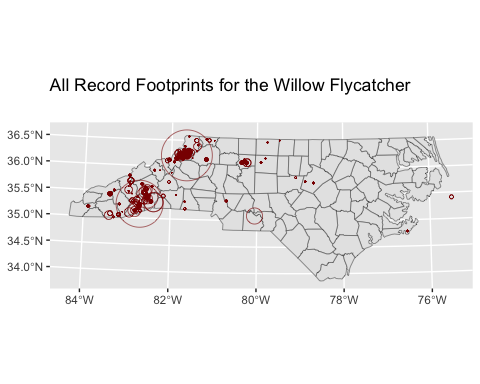 All Record Footprints for the Willow Flycatcher
36.5°N
36.0°N
35.5°N
35.0°N
34.5°N
34.0°N
84°W 82°W 80°W 78°W 76°W